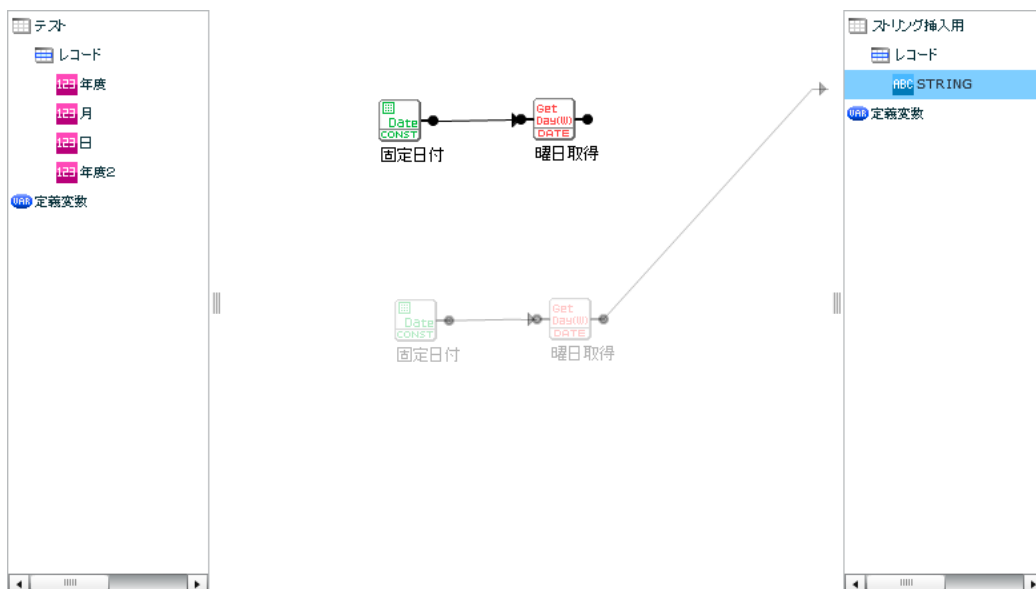 テスト
レコード
123 年度
123 月
123 日
123 年度2
VAR 定義変数
Date
CONST
固定日付
Get
Day(W)
DATE
曜日取得
Date
CONST
固定日付
Get
Day(W)
DATE
曜日取得
ストリング挿入用
レコード
ABC STRING
VAR 定義変数